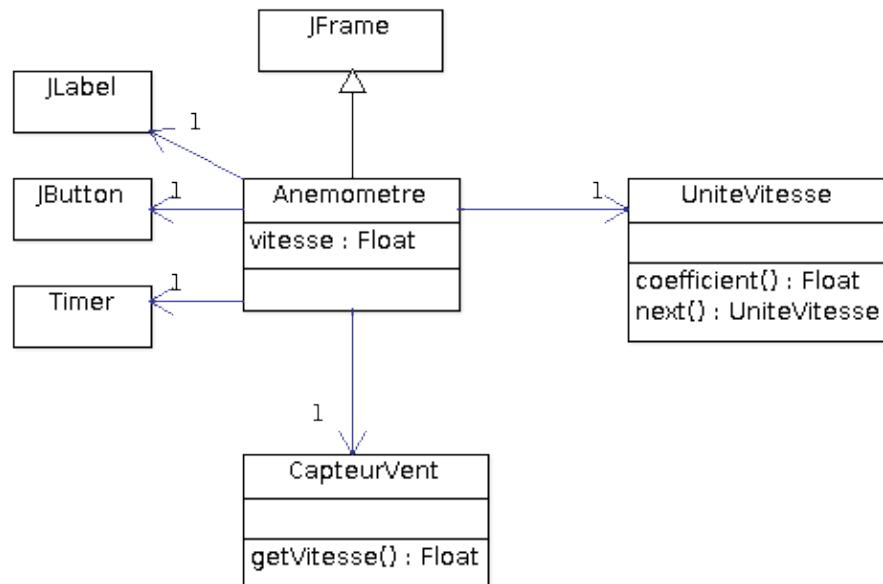 JFrame
JLabel
1
JButton
1
Anemometre
vitesse : Float
1
UniteVitesse
coefficient() : Float
next() : UniteVitesse
Timer
1
1
CapteurVent
getVitesse() : Float